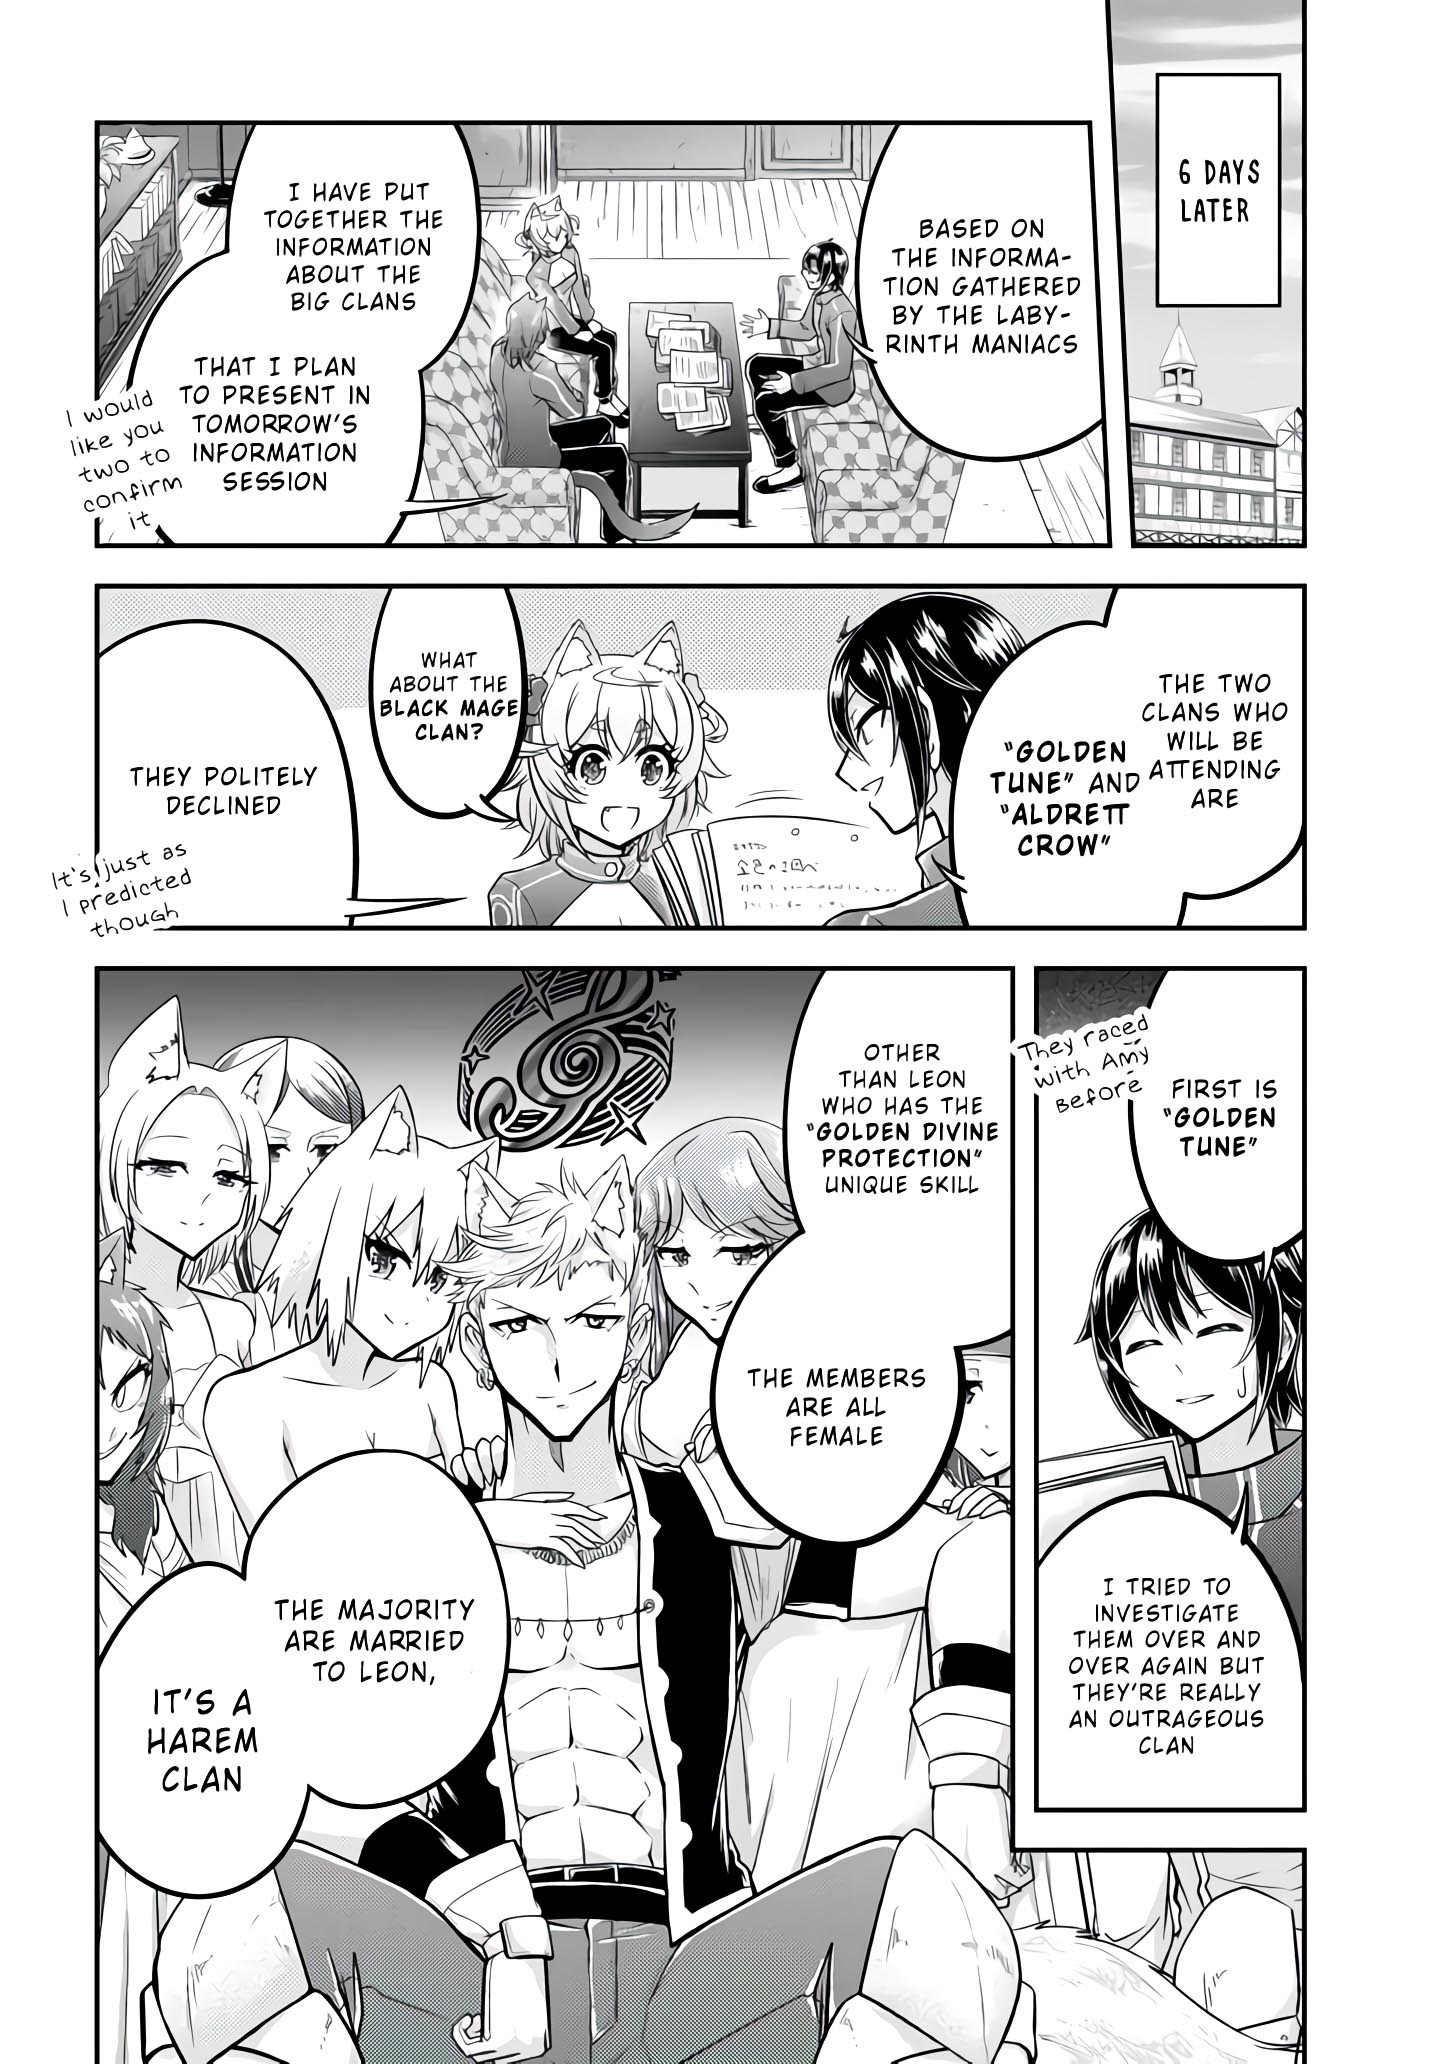 6 DAYS
LATER
BASED ON
THE INFORMA-
TION GATHERED
BY THE LABY-
RINTH MANIACS
I HAVE PUT
TOGETHER THE
INFORMATION
ABOUT THE
BIG CLANS
THAT I PLAN
TO PRESENT IN
TOMORROW'S
INFORMATION
SESSION
I would
like you
two to
confirm
it
THE TWO
CLANS WHO
WILL BE
ATTENDING
ARE
"GOLDEN
TUNE" AND
"ALDRETT
CROW"
WHAT
ABOUT THE
BLACK MAGE
CLAN?
THEY POLITELY
DECLINED
It's just as
I predicted
though
FIRST IS
"GOLDEN
TUNE"
They raced
with Amy
Before
I TRIED TO
INVESTIGATE
THEM OVER AND
OVER AGAIN BUT
THEY'RE REALLY
AN OUTRAGEOUS
CLAN
OTHER
THAN LEON
WHO HAS THE
"GOLDEN DIVINE
PROTECTION"
UNIQUE SKILL
THE MEMBERS
ARE ALL
FEMALE
THE MAJORITY
ARE MARRIED
TO LEON,
IT'S A
HAREM
CLAN